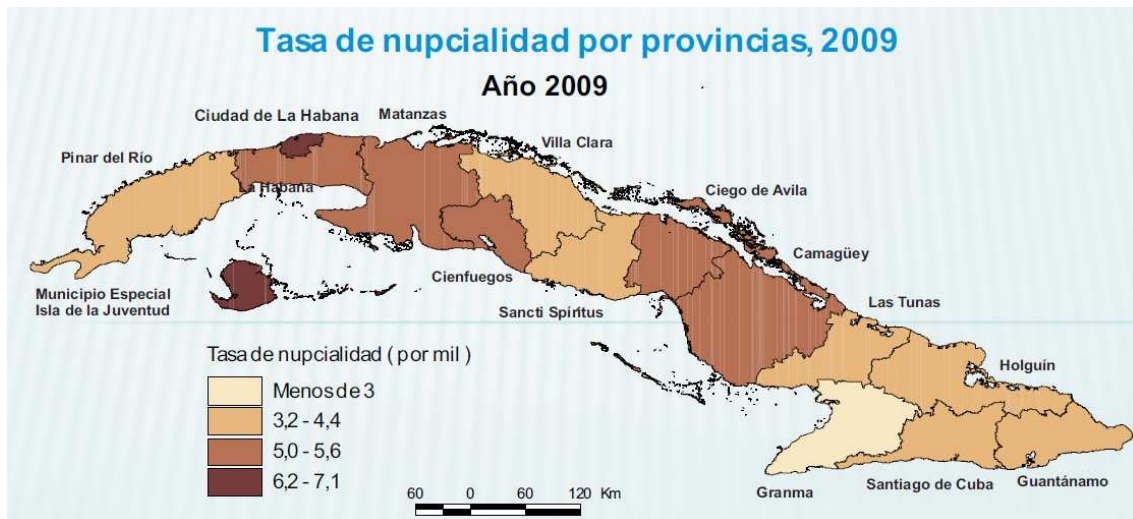 Tasa de nupcialidad por provincias, 2009
Año 2009
Ciudad de La Habana
Matanzas
Villa Clara
Pinar del Río
La Habana
Ciego de Avila
Camagüey
Cienfuegos
Municipio Especial
Isla de la Juventud
Sancti Spíritus
Las Tunas
Holguín
Tasa de nupcialidad ( por mil )
Menos de 3
3,2 - 4,4
5,0 - 5,6
6,2 - 7,1
60 0 60 120 Km
Granma
Santiago de Cuba
Guantánamo